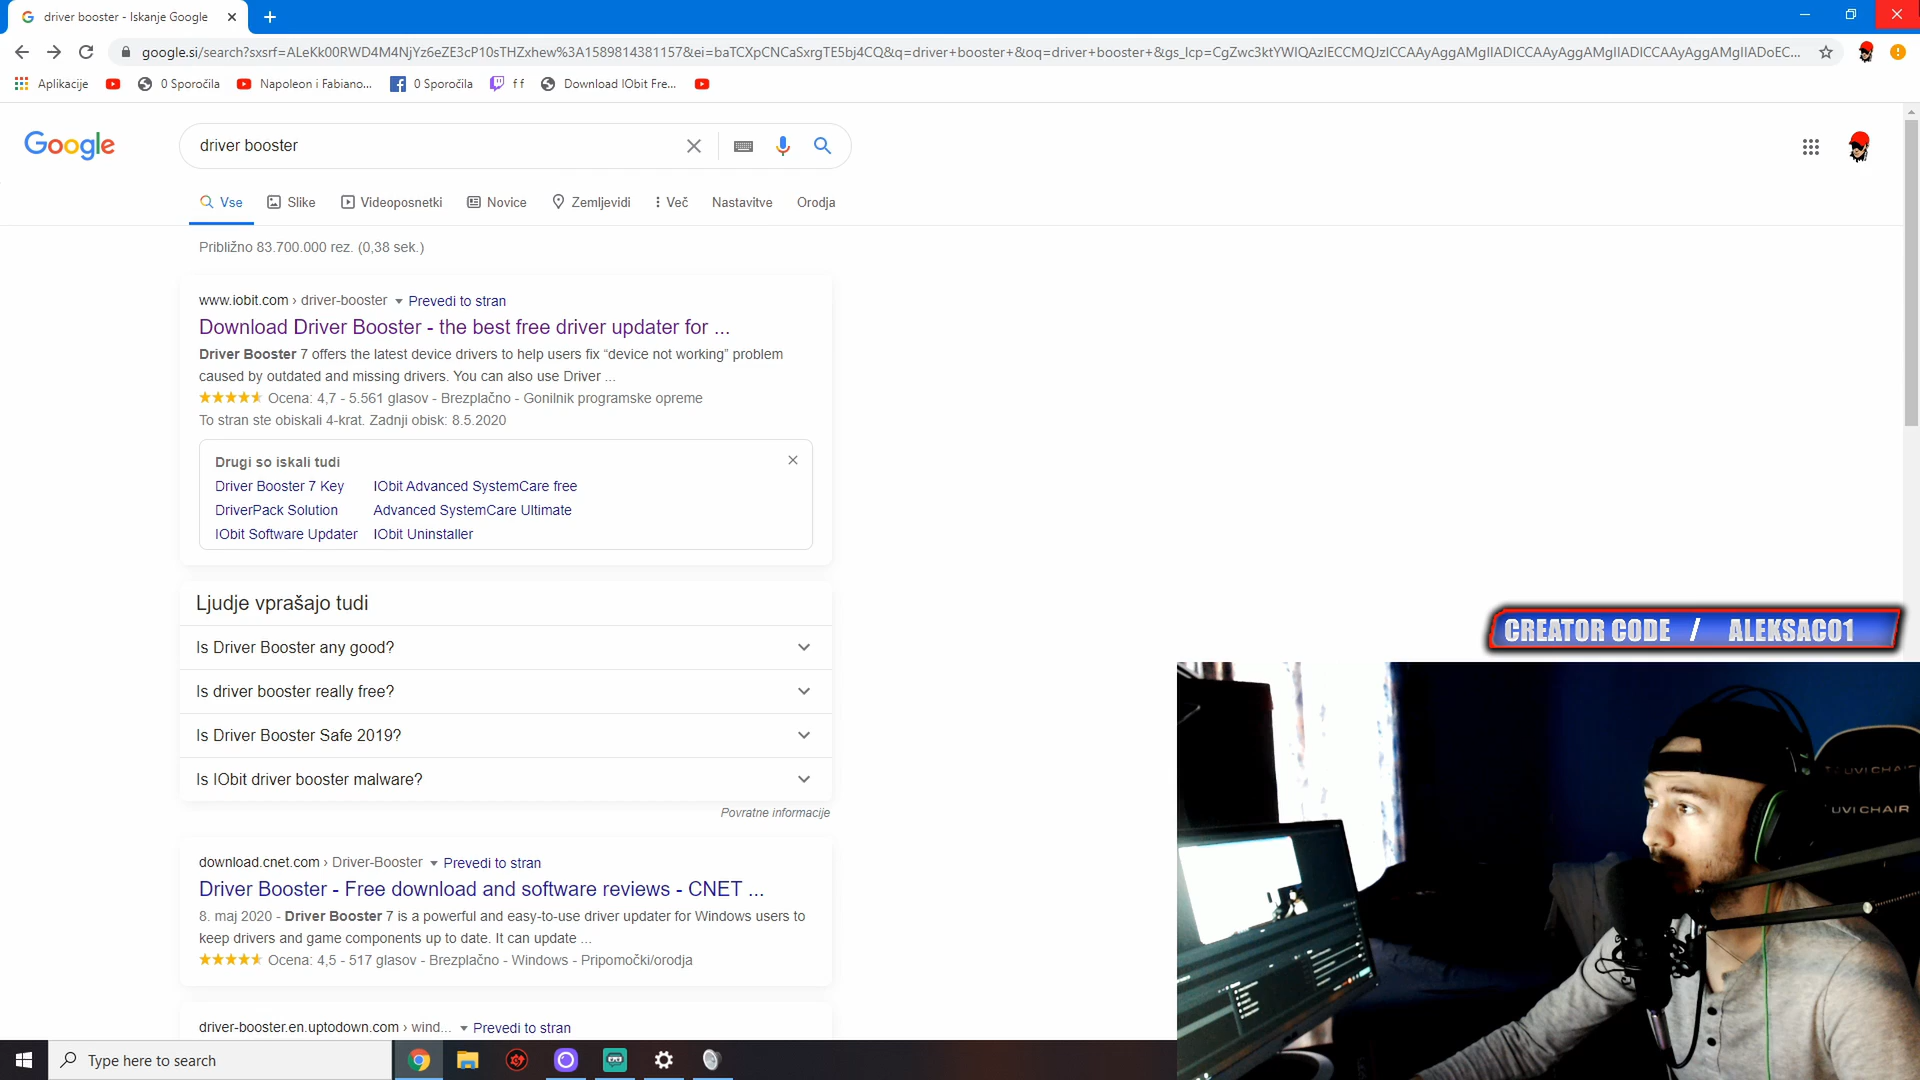 driver booster - Iskanje Google
google.si/search?sxsrf=ALeKk00RWD4M4NjYz6eZE3cP10sTHZxhew%3A1589814381157&ei=baTCXpCNCaSxrgTE5bj4CQ&q=driver+booster+&oq=driver+booster+&gs_lcp=CgZwc3ktYWIQAzIECCMQJzICCAAyAggAMgIIADICCAAyAggAMgIIADICCAAyAggAMgIIADoEC...
Aplikacije 0 Sporočila Napoleon i Fabiano... 0 Sporočila f f Download IObit Fre...
Google driver booster
Vse Slike Videoposnetki Novice Zemljevidi Več Nastavitve Orodja
Približno 83.700.000 rez. (0,38 sek.)
www.iobit.com › driver-booster Prevedi to stran
Download Driver Booster - the best free driver updater for ...
Driver Booster 7 offers the latest device drivers to help users fix “device not working” problem
caused by outdated and missing drivers. You can also use Driver ...
Ocena: 4,7 - 5.561 glasov - Brezplačno - Gonilnik programske opreme
To stran ste obiskali 4-krat. Zadnji obisk: 8.5.2020
Drugi so iskali tudi
Driver Booster 7 Key IObit Advanced SystemCare free
DriverPack Solution Advanced SystemCare Ultimate
IObit Software Updater IObit Uninstaller
Ljudje vprašajo tudi
Is Driver Booster any good?
Is driver booster really free?
Is Driver Booster Safe 2019?
Is IObit driver booster malware?
Povratne informacije
download.cnet.com › Driver-Booster Prevedi to stran
Driver Booster - Free download and software reviews - CNET ...
8. maj 2020 - Driver Booster 7 is a powerful and easy-to-use driver updater for Windows users to
keep drivers and game components up to date. It can update ...
Ocena: 4,5 - 517 glasov - Brezplačno - Windows - Pripomočki/orodja
driver-booster.en.uptodown.com › wind... Prevedi to stran
CREATOR CODE / ALEKSACO1
UVI CHAIR
UVI CHAIR
Type here to search